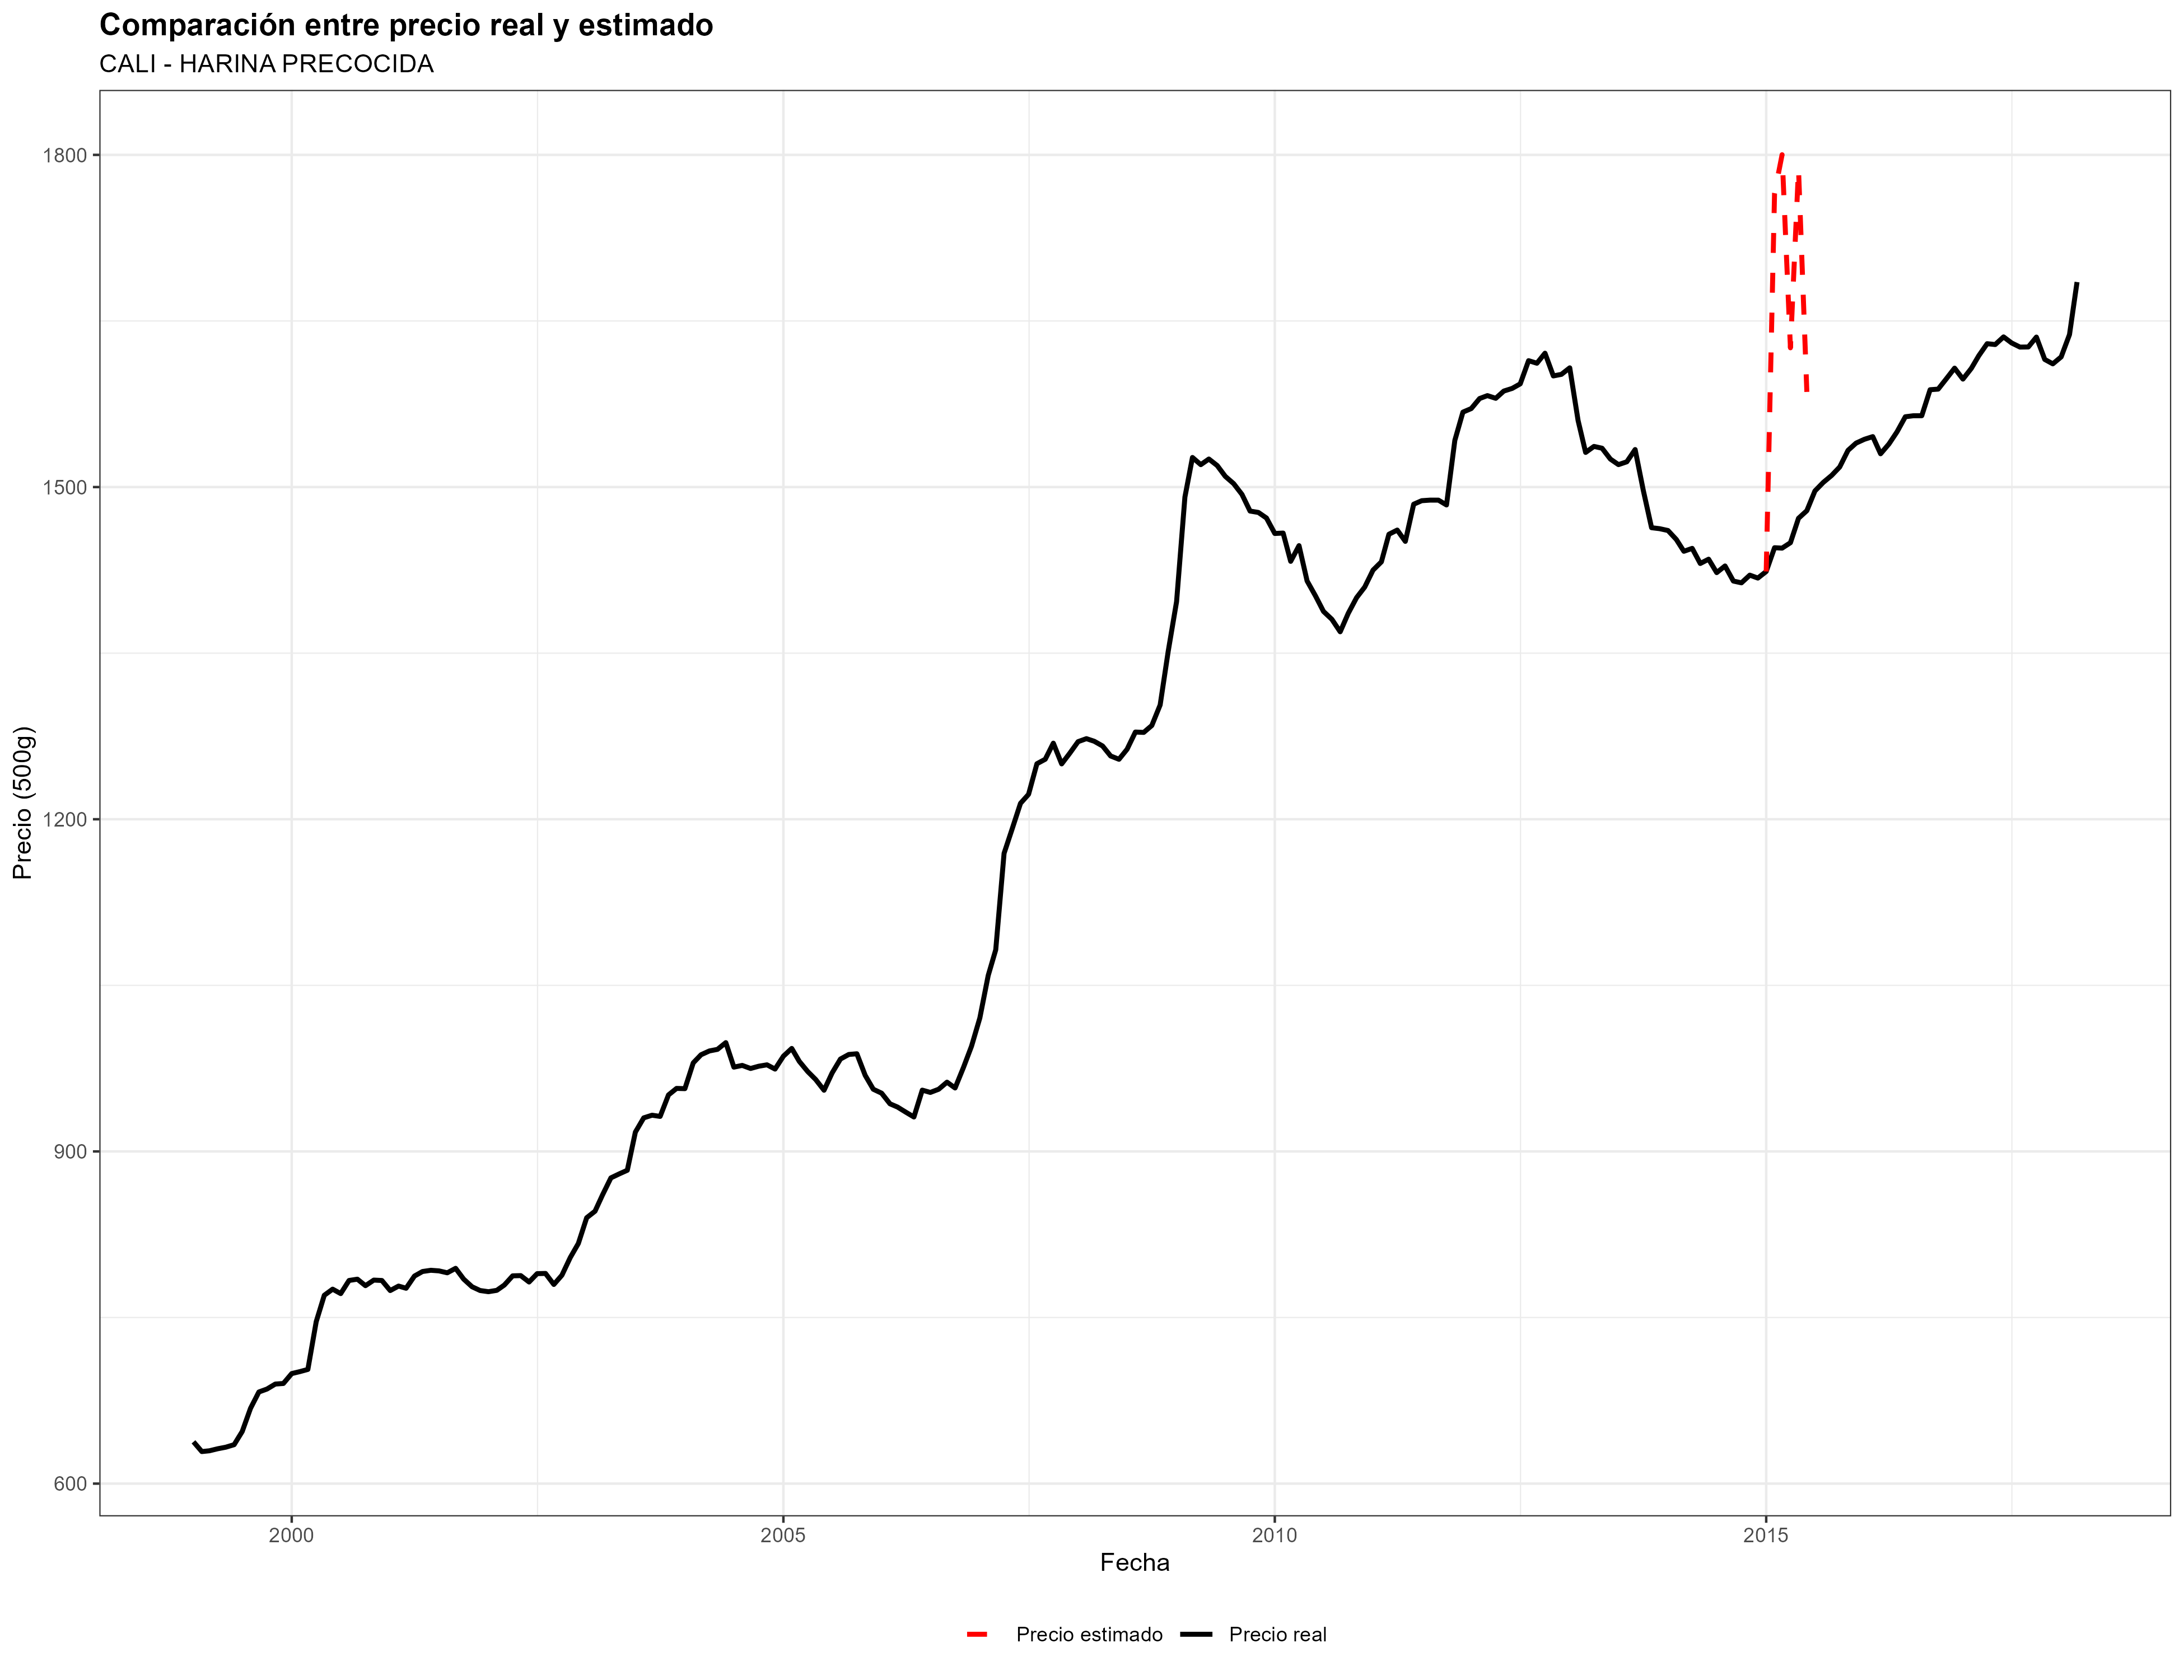 Comparación entre precio real y estimado
CALI - HARINA PRECOCIDA
Precio (500g)
1800
1500
1200
900
600
2000 2005 2010 2015
Fecha
Precio estimado Precio real